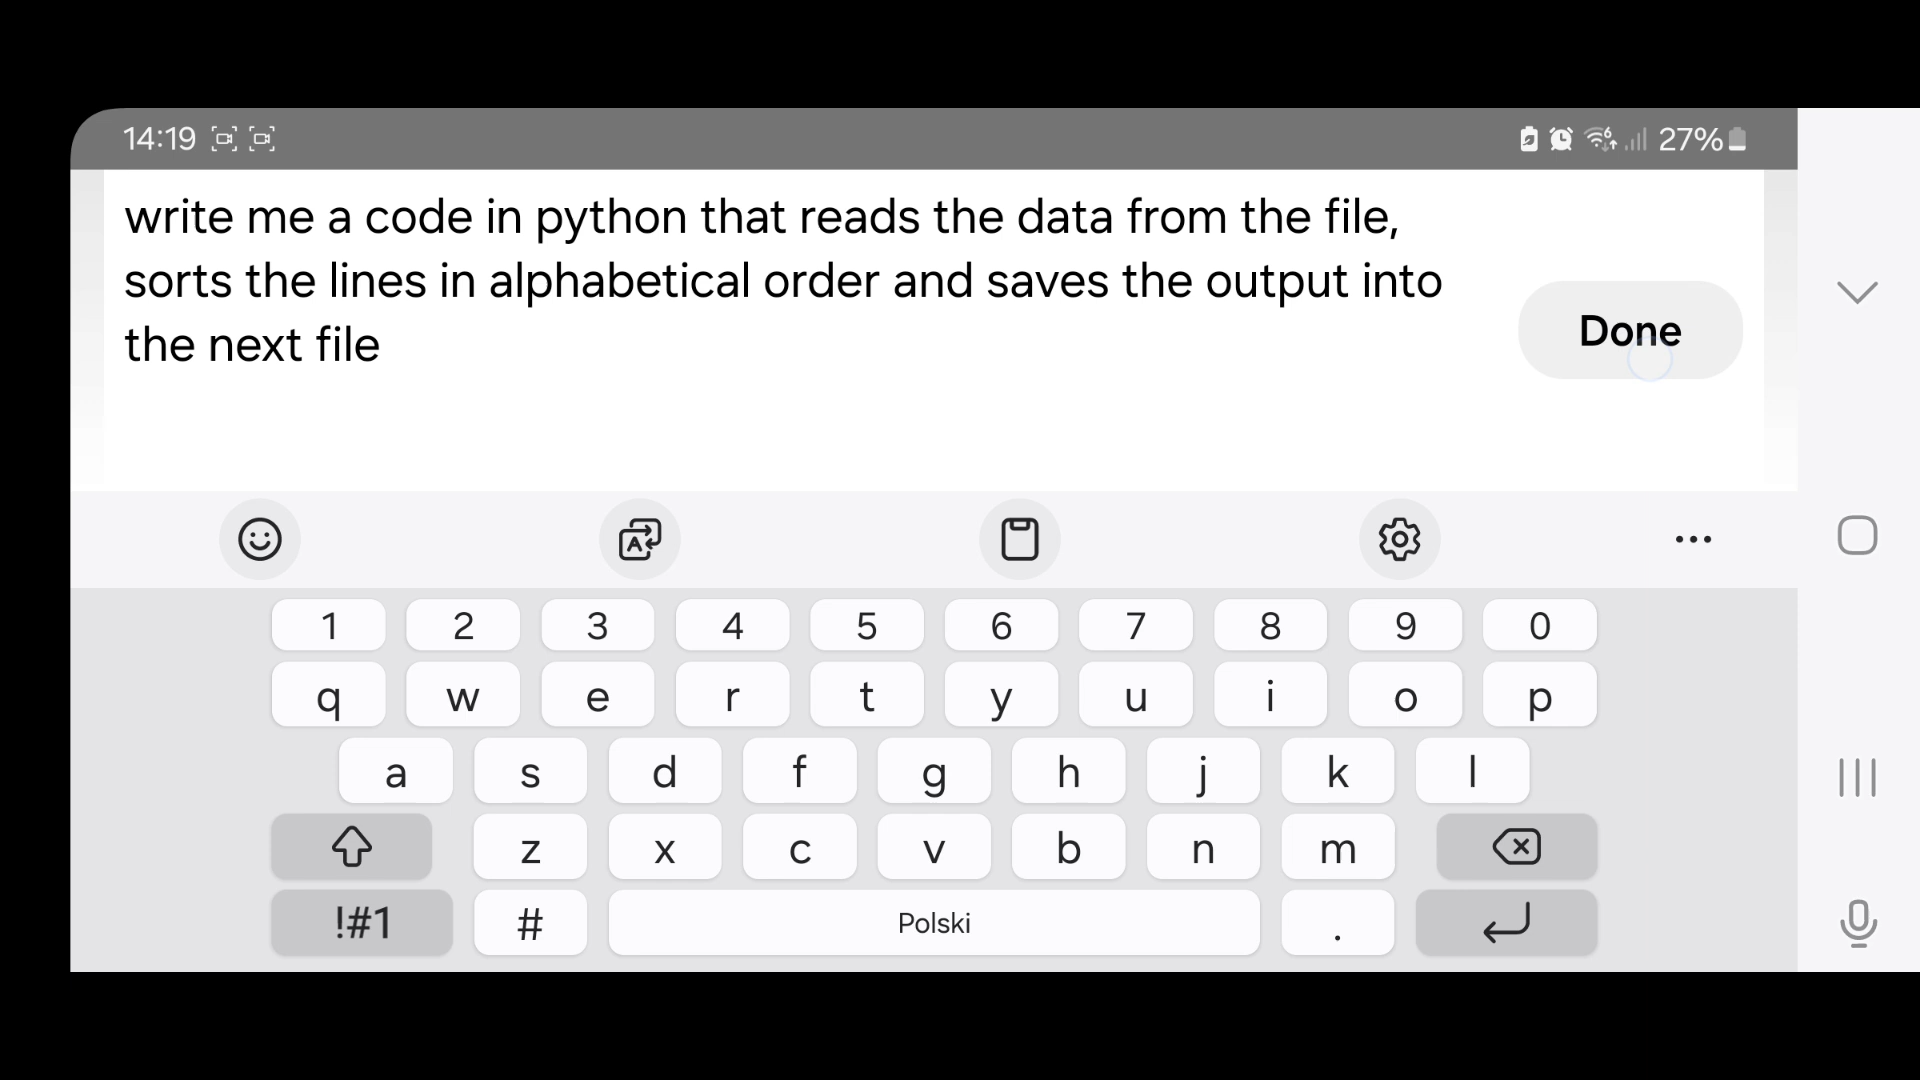 14:19 27%
write me a code in python that reads the data from the file,
sorts the lines in alphabetical order and saves the output into
the next file
Done
1 2 3 4 5 6 7 8 9 0
q w e r t y u i o p
a s d f g h j k l
z x c v b n m
!#1 # Polski .